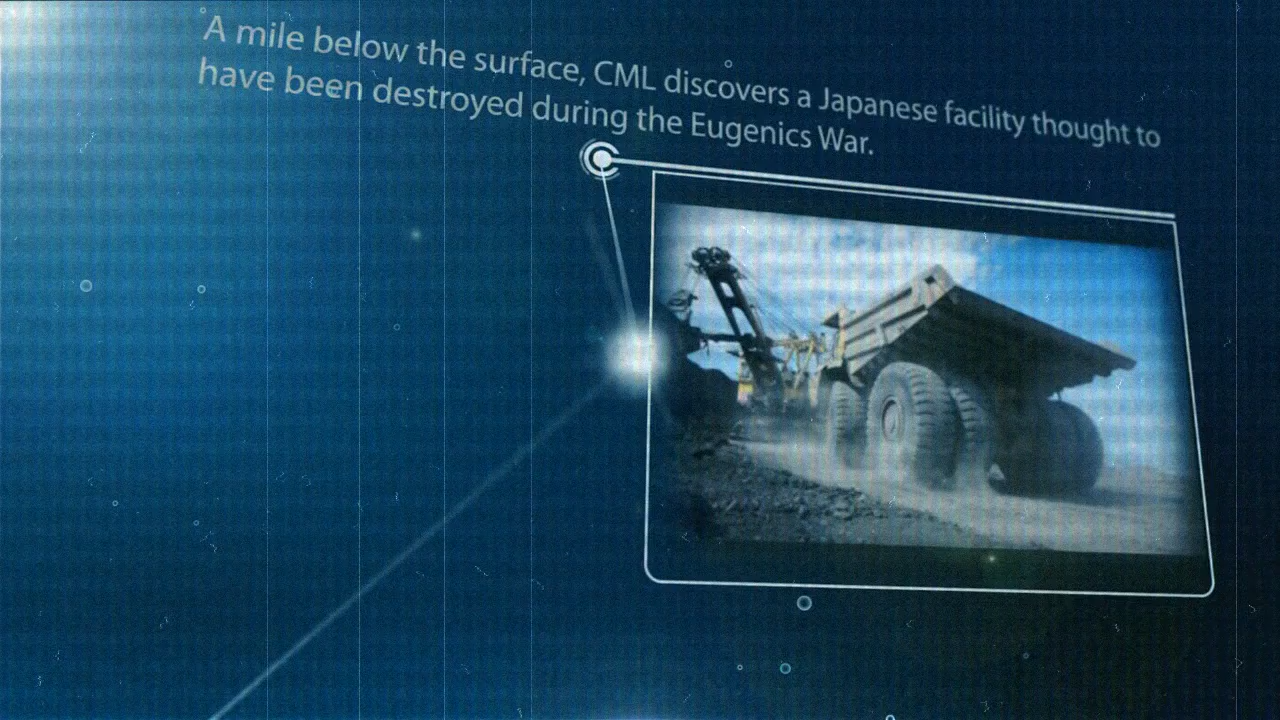 A mile below the surface, CML discovers a Japanese facility thought to
have been destroyed during the Eugenics War.